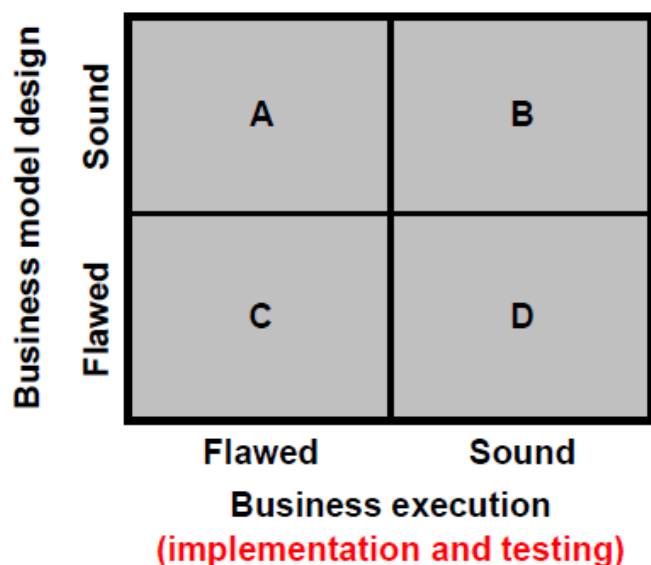 Business model design
Sound
A
B
Flawed
C
D
Flawed
Sound
Business execution
(implementation and testing)